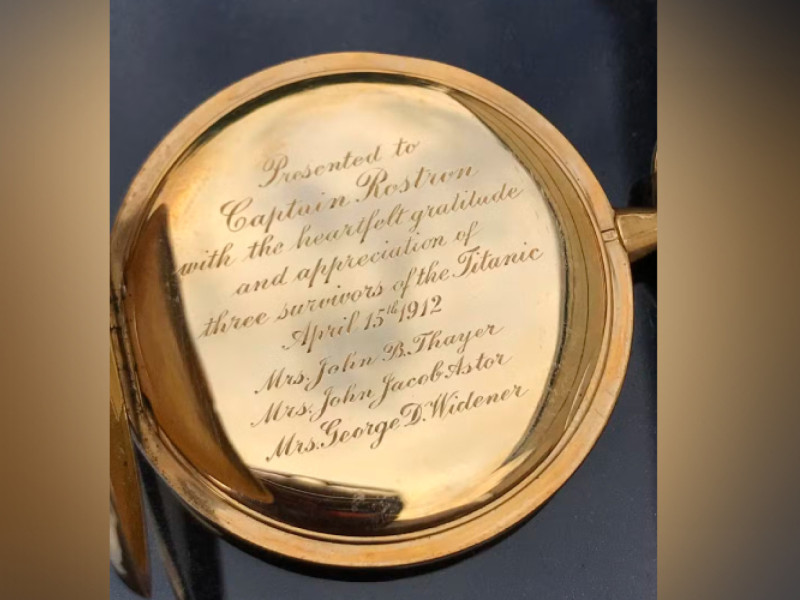 Presented to
Captain Rostron
with the heartfelt gratitude
and appreciation of
three survivors of the Titanic
April 15th 1912
Mrs. John B. Thayer
Mrs. John Jacob Astor
Mrs. George D. Widener